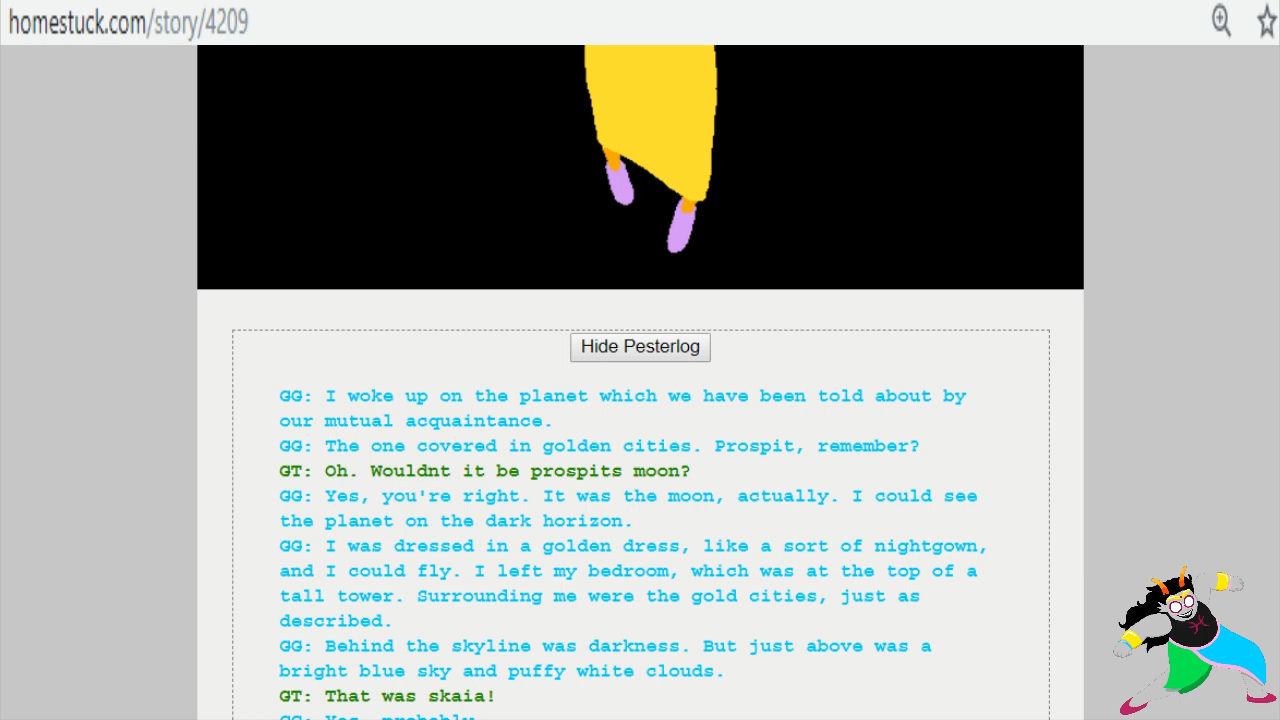 homestuck.com/story/4209
Hide Pesterlog
GG: I woke up on the planet which we have been told about by
our mutual acquaintance.
GG: The one covered in golden cities. Prospit, remember?
GT: Oh. Wouldnt it be prospits moon?
GG: Yes, you're right. It was the moon, actually. I could see
the planet on the dark horizon.
GG: I was dressed in a golden dress, like a sort of nightgown,
and I could fly. I left my bedroom, which was at the top of a
tall tower. Surrounding me were the gold cities, just as
described.
GG: Behind the skyline was darkness. But just above was a
bright blue sky and puffy white clouds.
GT: That was skaia!
GG: Yes, probably.